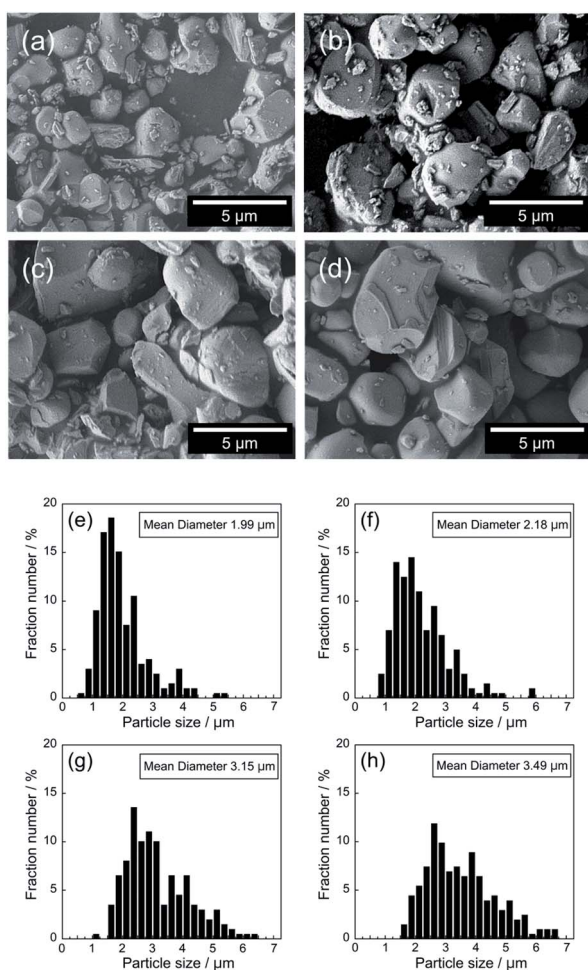 (a)
5 µm
(b)
5 µm
(c)
5 µm
(d)
5 µm
(e)
Mean Diameter 1.99 µm
Fraction number / %
20
15
10
5
0
0 1 2 3 4 5 6 7
Particle size / µm
(f)
Mean Diameter 2.18 µm
Fraction number / %
20
15
10
5
0
0 1 2 3 4 5 6 7
Particle size / µm
(g)
Mean Diameter 3.15 µm
Fraction number / %
20
15
10
5
0
0 1 2 3 4 5 6 7
Particle size / µm
(h)
Mean Diameter 3.49 µm
Fraction number / %
20
15
10
5
0
0 1 2 3 4 5 6 7
Particle size / µm